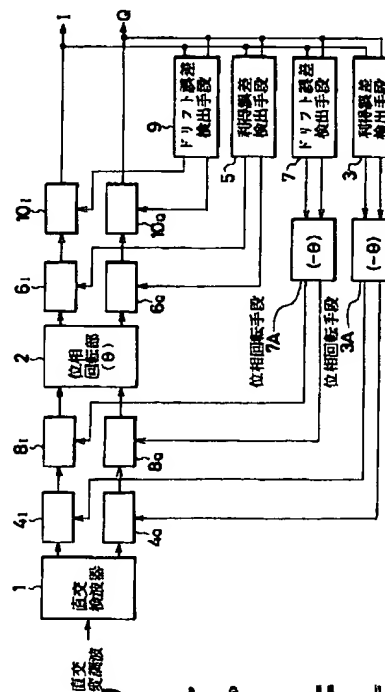 直交
変調波
1
直交
検波器
4I
4Q
8I
8Q
2
位相
回転部
(θ)
6I
6Q
10I
10Q
I
Q
9
ドリフト誤差
検出手段
5
利得誤差
検出手段
7
ドリフト誤差
検出手段
3
利得誤差
検出手段
(-θ)
7A
位相回転手段
(-θ)
3A
位相回転手段